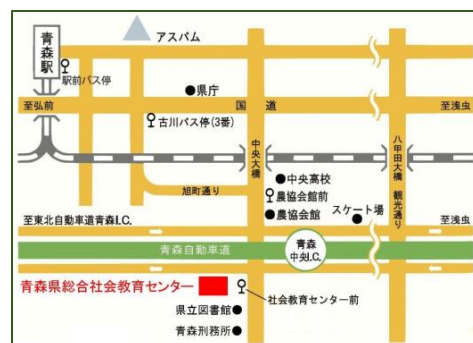 アスパム
青森駅
駅前バス停
県庁
至弘前
国道
至浅虫
古川バス停(3番)
中央大橋
八甲田大橋
観光通り
中央高校
旭町通り
農協会館前
農協会館
スケート場
至東北自動車道青森I.C.
至浅虫
青森自動車道
青森
中央I.C.
青森県総合社会教育センター
社会教育センター前
県立図書館
青森刑務所